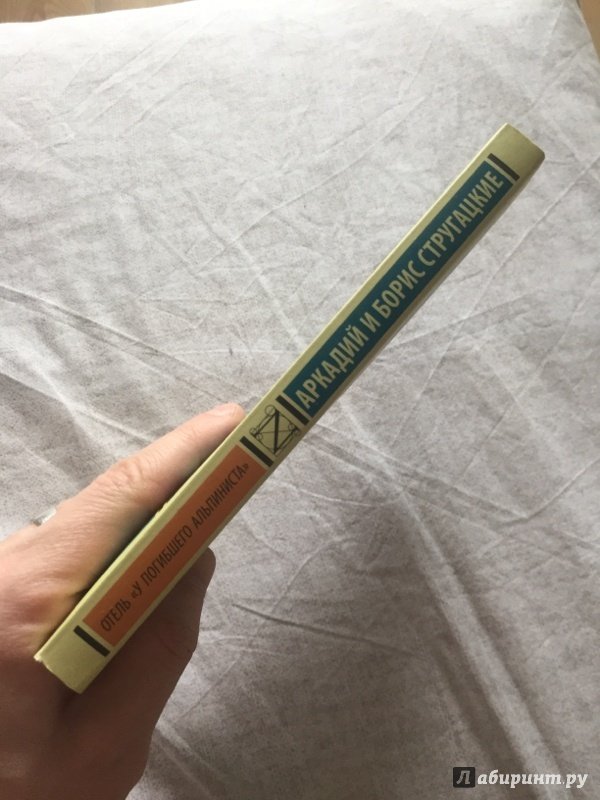 АРКАДИЙ И БОРИС СТРУГАЦКИЕ
ОТЕЛЬ «У ПОГИБШЕГО АЛЬПИНИСТА»
Лабиринт.ру